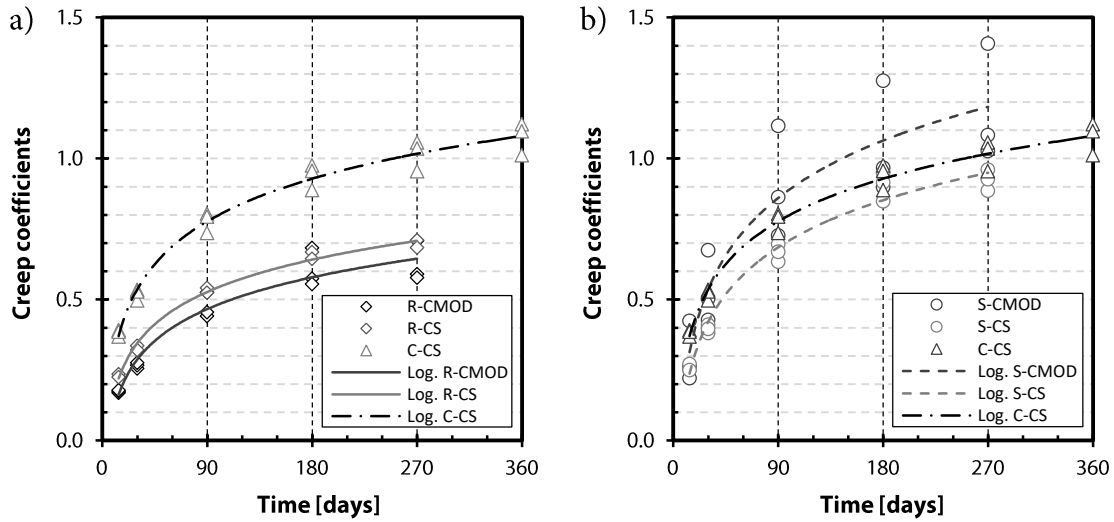 a)
1.5
1.0
0.5
0.0
Creep coefficients
0
90
180
270
360
Time [days]
R-CMOD
R-CS
C-CS
Log. R-CMOD
Log. R-CS
Log. C-CS
b)
1.5
1.0
0.5
0.0
Creep coefficients
0
90
180
270
360
Time [days]
S-CMOD
S-CS
C-CS
Log. S-CMOD
Log. S-CS
Log. C-CS